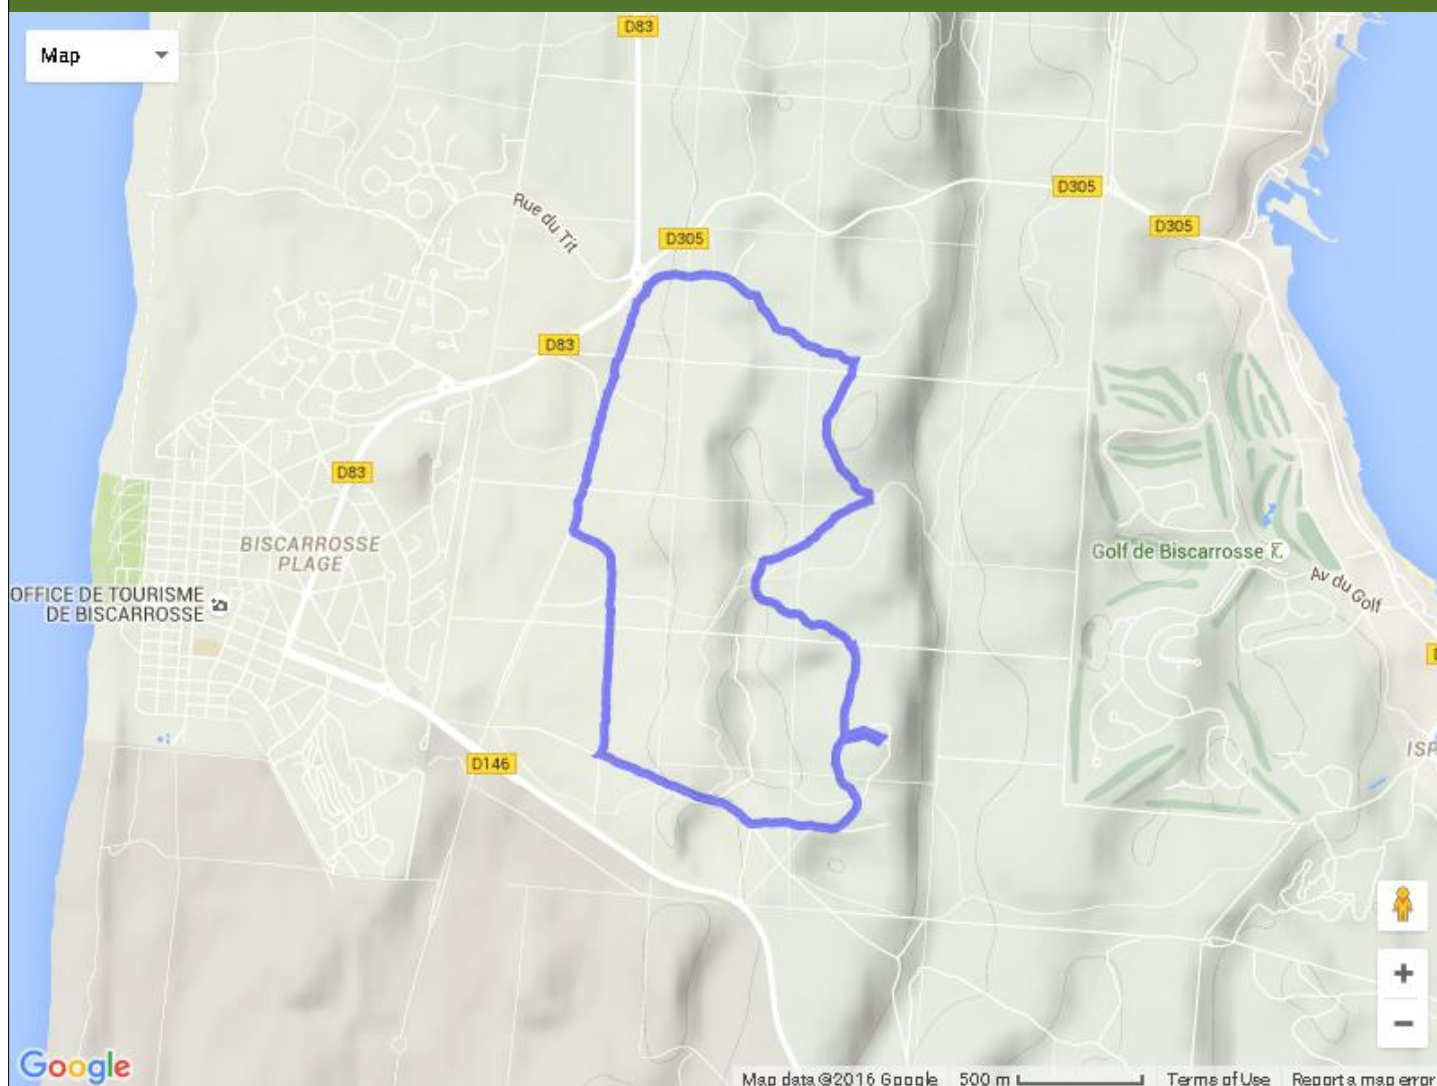 D83
Map
D305
Rue du Tit
D305
D305
D83
D83
BISCARROSSE
PLAGE
Golf de Biscarrosse
Av du Golf
OFFICE DE TOURISME
DE BISCARROSSE
D146
ISP
+
−
Google
Map data ©2016 Google 500 m Terms of Use Report a map error